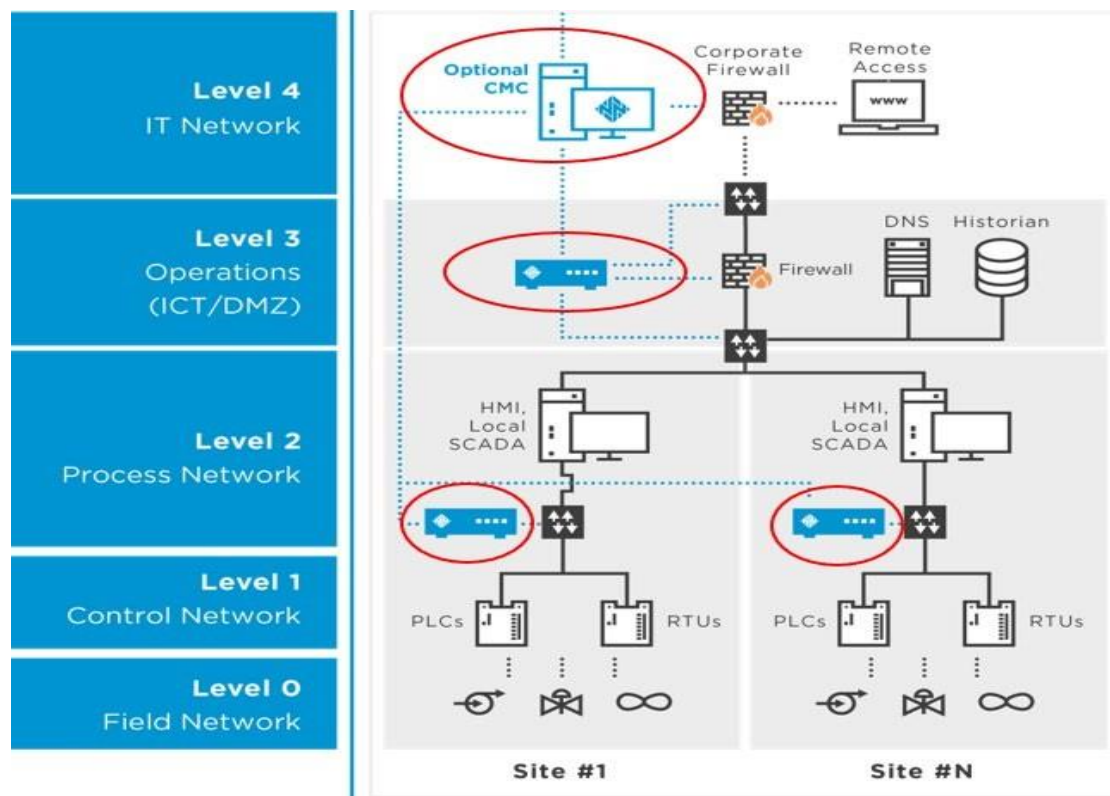 Level 4
IT Network
Optional
CMC
Corporate
Firewall
Remote
Access
www
Level 3
Operations
(ICT/DMZ)
Firewall
DNS
Historian
Level 2
Process Network
HMI,
Local
SCADA
HMI,
Local
SCADA
Level 1
Control Network
PLCs
RTUs
PLCs
RTUs
Level 0
Field Network
Site #1
Site #N